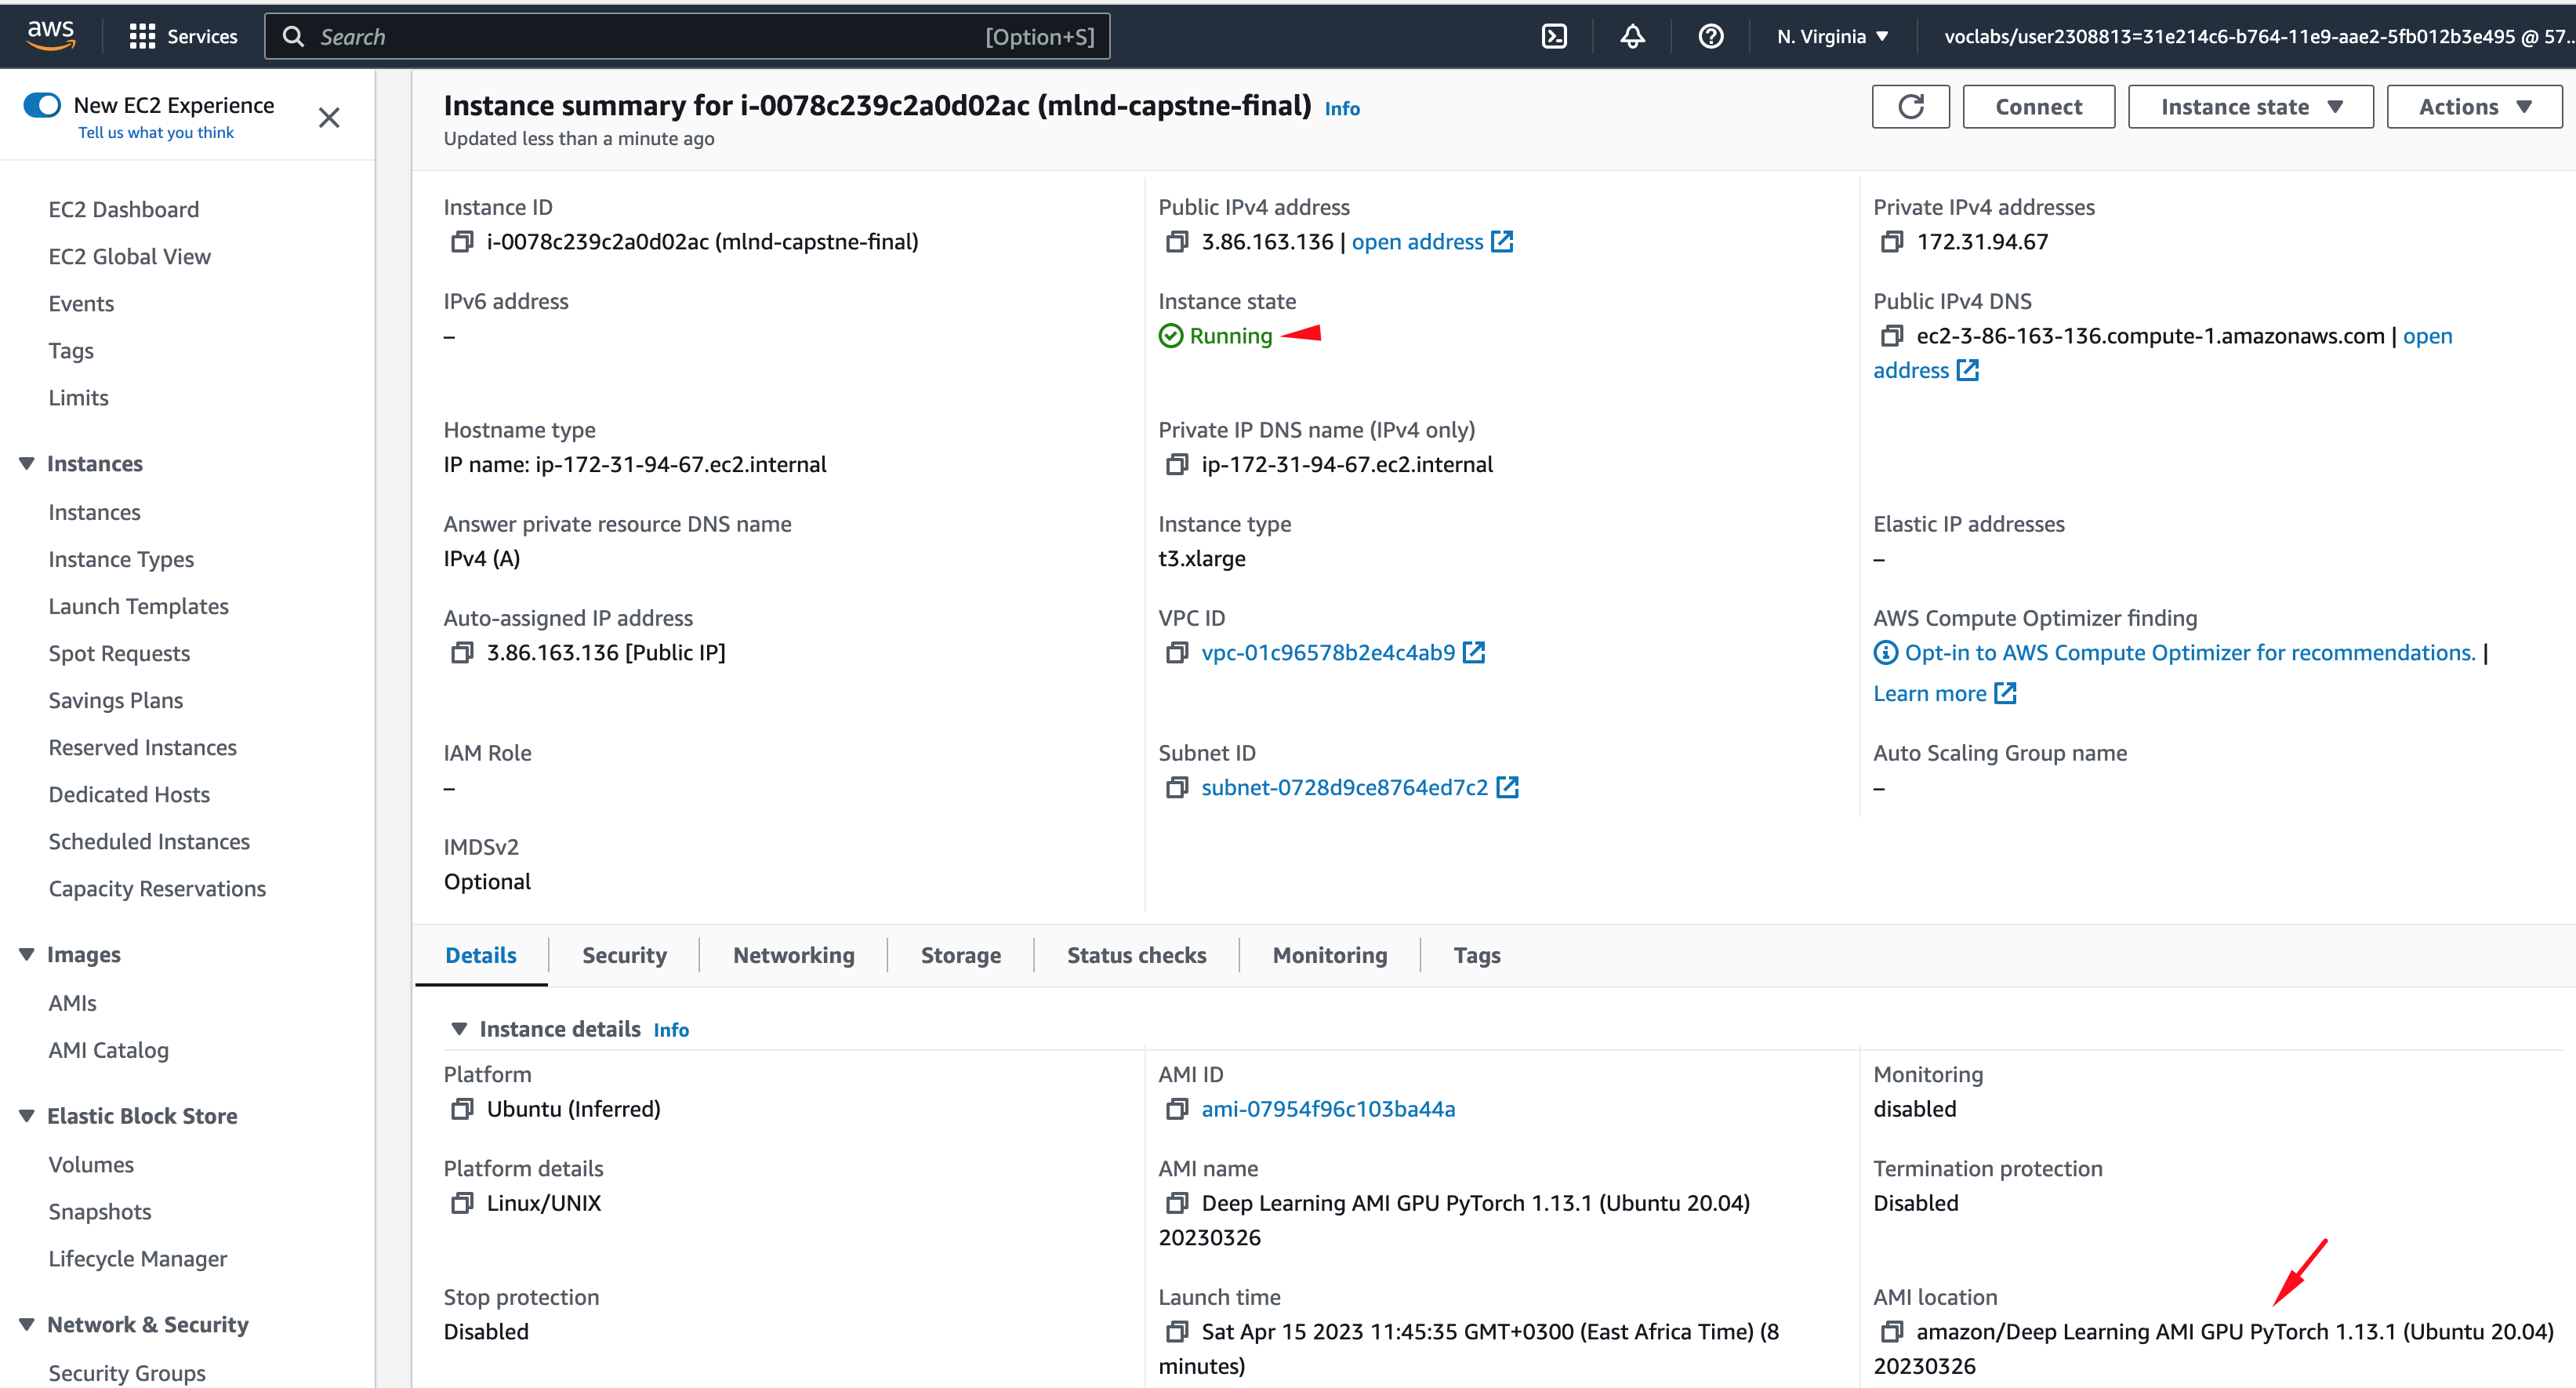 aws Services Search [Option+S] N. Virginia voclabs/user2308813=31e214c6-b764-11e9-aae2-5fb012b3e495 @ 57...
New EC2 Experience
Tell us what you think
EC2 Dashboard
EC2 Global View
Events
Tags
Limits
Instances
Instances
Instance Types
Launch Templates
Spot Requests
Savings Plans
Reserved Instances
Dedicated Hosts
Scheduled Instances
Capacity Reservations
Images
AMIs
AMI Catalog
Elastic Block Store
Volumes
Snapshots
Lifecycle Manager
Network & Security
Security Groups
Instance summary for i-0078c239c2a0d02ac (mlnd-capstne-final) Info
Updated less than a minute ago
Connect Instance state Actions
Instance ID
i-0078c239c2a0d02ac (mlnd-capstne-final)
Public IPv4 address
3.86.163.136 | open address
Private IPv4 addresses
172.31.94.67
IPv6 address
–
Instance state
Running
Public IPv4 DNS
ec2-3-86-163-136.compute-1.amazonaws.com | open
address
Hostname type
IP name: ip-172-31-94-67.ec2.internal
Private IP DNS name (IPv4 only)
ip-172-31-94-67.ec2.internal
Answer private resource DNS name
IPv4 (A)
Instance type
t3.xlarge
Elastic IP addresses
–
Auto-assigned IP address
3.86.163.136 [Public IP]
VPC ID
vpc-01c96578b2e4c4ab9
AWS Compute Optimizer finding
Opt-in to AWS Compute Optimizer for recommendations. |
Learn more
IAM Role
–
Subnet ID
subnet-0728d9ce8764ed7c2
Auto Scaling Group name
–
IMDSv2
Optional
Details Security Networking Storage Status checks Monitoring Tags
Instance details Info
Platform
Ubuntu (Inferred)
AMI ID
ami-07954f96c103ba44a
Monitoring
disabled
Platform details
Linux/UNIX
AMI name
Deep Learning AMI GPU PyTorch 1.13.1 (Ubuntu 20.04)
20230326
Termination protection
Disabled
Stop protection
Disabled
Launch time
Sat Apr 15 2023 11:45:35 GMT+0300 (East Africa Time) (8
minutes)
AMI location
amazon/Deep Learning AMI GPU PyTorch 1.13.1 (Ubuntu 20.04)
20230326